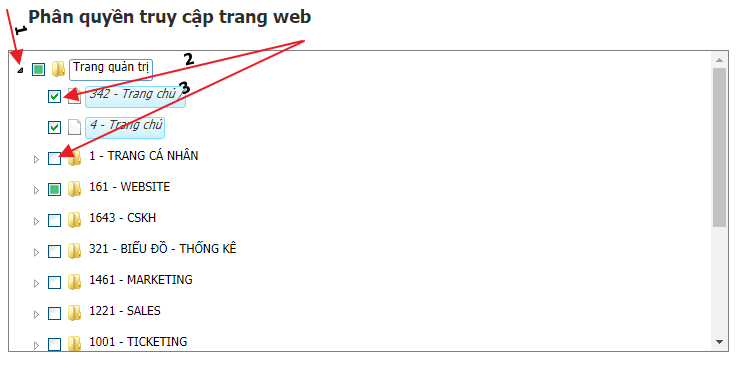 Phân quyền truy cập trang web
1
Trang quản trị
2
342 - Trang chủ /
3
4 - Trang chủ
1 - TRANG CÁ NHÂN
161 - WEBSITE
1643 - CSKH
321 - BIỂU ĐỒ - THỐNG KÊ
1461 - MARKETING
1221 - SALES
1001 - TICKETING